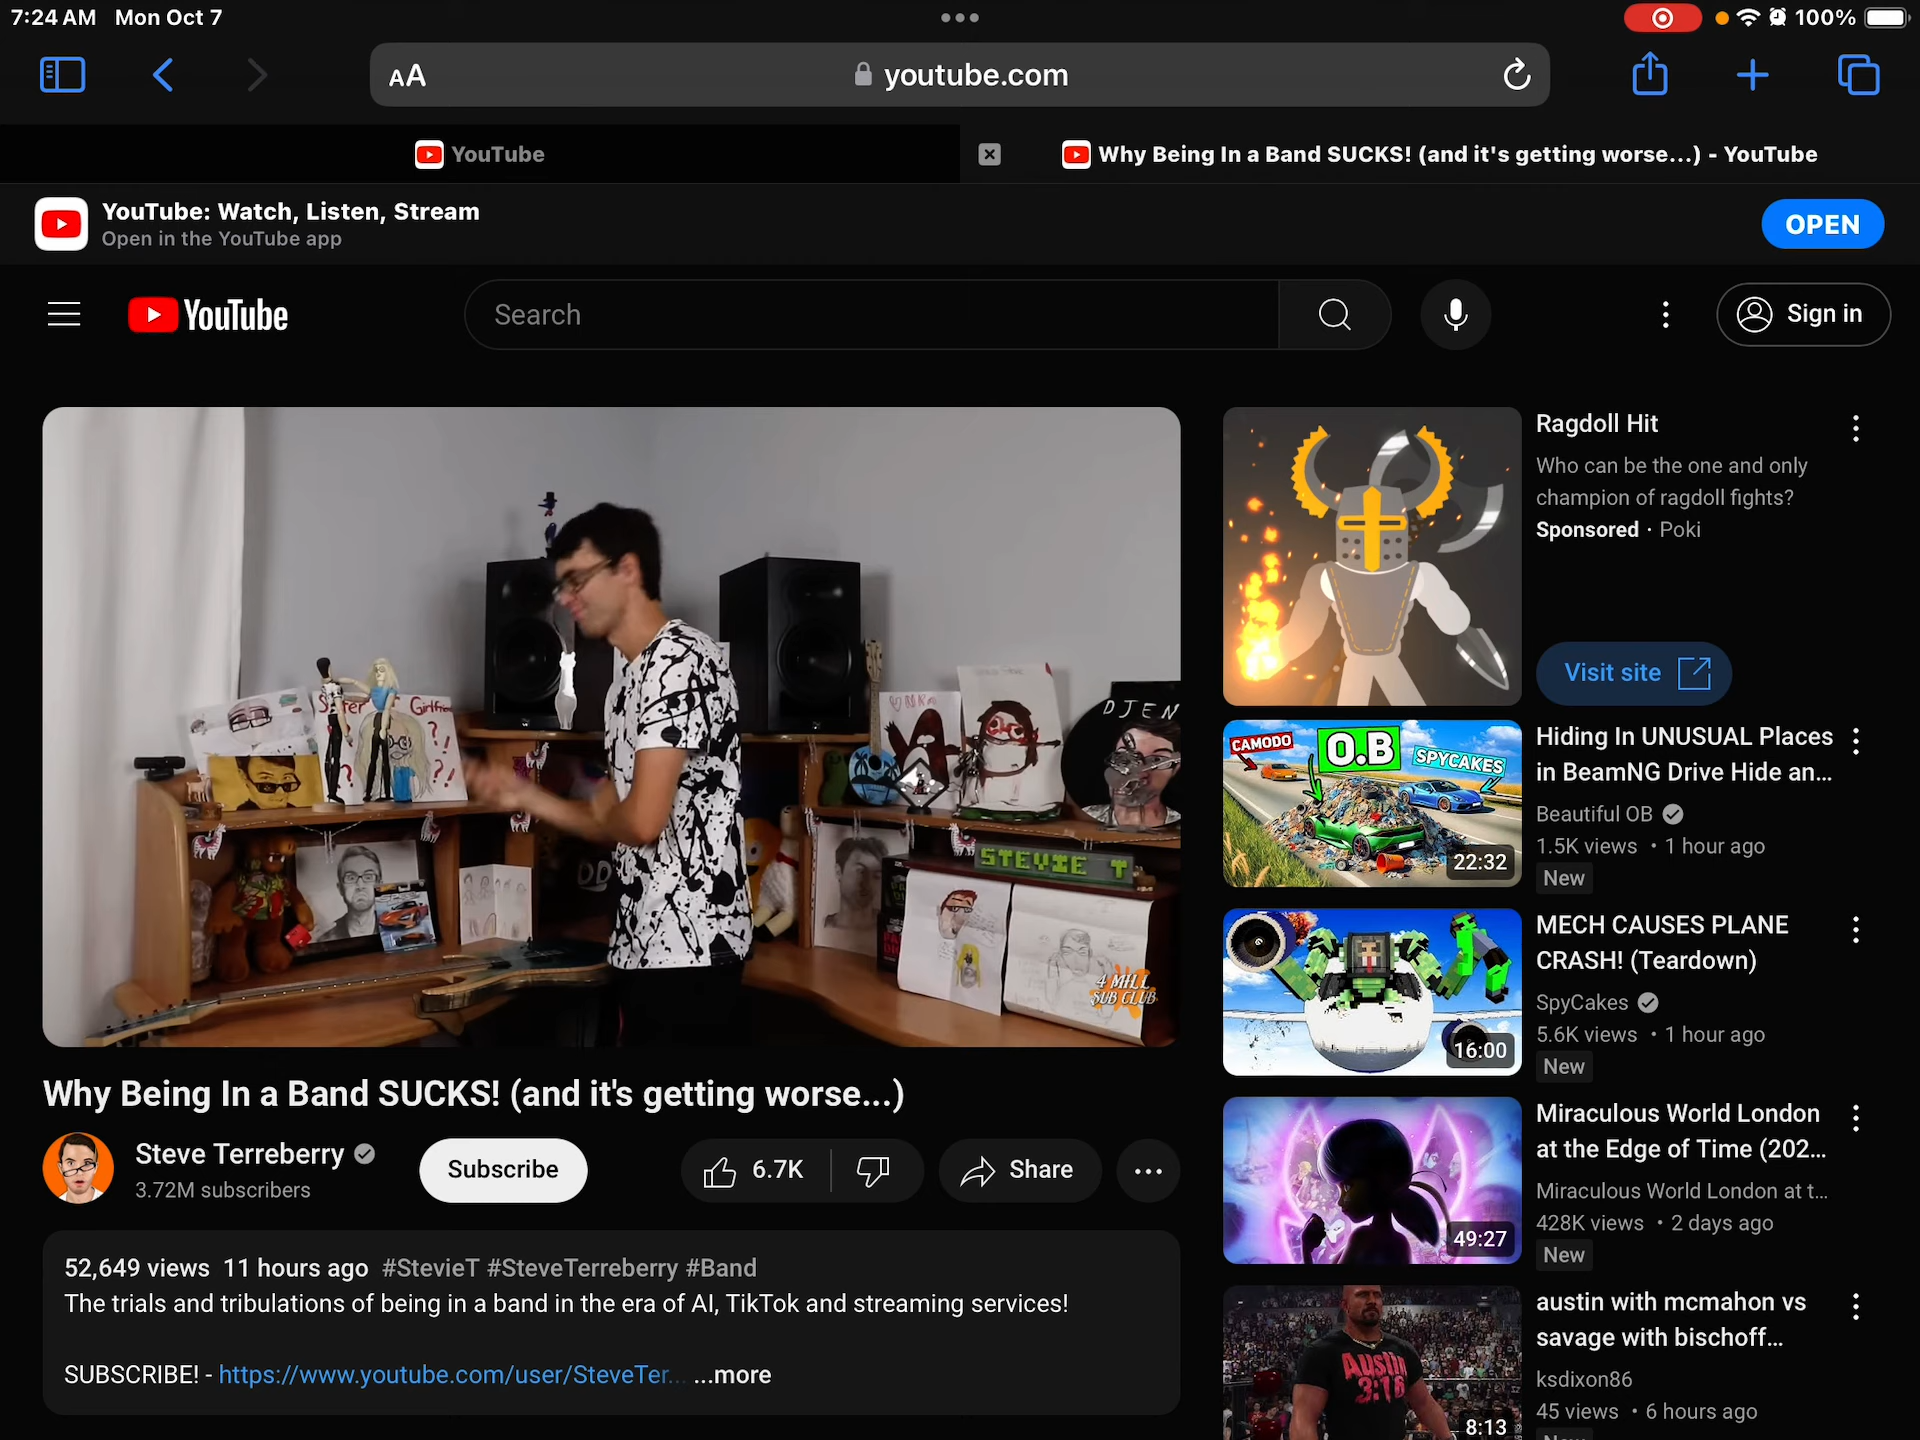 7:24 AM Mon Oct 7
100%
AA
youtube.com
YouTube
Why Being In a Band SUCKS! (and it's getting worse...) - YouTube
YouTube: Watch, Listen, Stream
Open in the YouTube app
OPEN
YouTube
Search
Sign in
DJEN
STEVIE T
4 MILL
SUB CLUB
Why Being In a Band SUCKS! (and it's getting worse...)
Steve Terreberry
3.72M subscribers
Subscribe
6.7K
Share
52,649 views 11 hours ago #StevieT #SteveTerreberry #Band
The trials and tribulations of being in a band in the era of AI, TikTok and streaming services!
SUBSCRIBE! - https://www.youtube.com/user/SteveTer... ...more
Ragdoll Hit
Who can be the one and only
champion of ragdoll fights?
Sponsored · Poki
Visit site
CAMODO
O.B
SPYCAKES
22:32
Hiding In UNUSUAL Places
in BeamNG Drive Hide an...
Beautiful OB
1.5K views • 1 hour ago
New
16:00
MECH CAUSES PLANE
CRASH! (Teardown)
SpyCakes
5.6K views • 1 hour ago
New
49:27
Miraculous World London
at the Edge of Time (202...
Miraculous World London at t...
428K views • 2 days ago
New
AUSTIN
3:16
8:13
austin with mcmahon vs
savage with bischoff...
ksdixon86
45 views • 6 hours ago